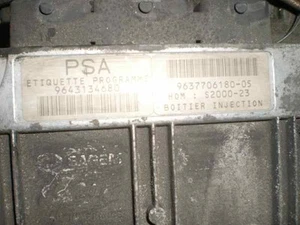 PSA
ETIQUETTE PROGRAMME
9643134680
9637706180-05
HOM : S2000-23
BOITIER INJECTION
SAGEM